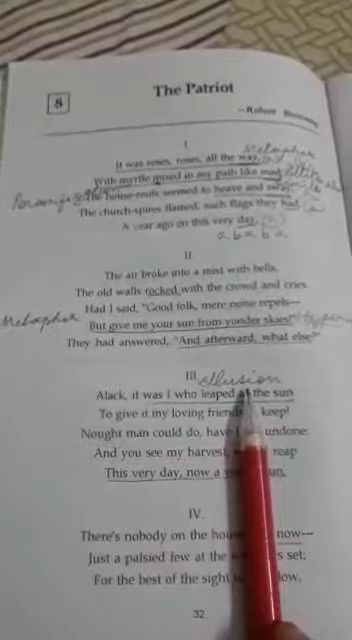 8
The Patriot
--Robert Browning
I
Metaphor
It was roses, roses, all the way,
With myrtle mixed in my path like mad
The house-roofs seemed to heave and sway
The church-spires flamed, such flags they had (a)
A year ago on this very day. (a)
a b a b a
II
The air broke into a mist with bells,
The old walls rocked with the crowd and cries.
Had I said, "Good folk, mere noise repels—
Metaphor But give me your sun from yonder skies!"
They had answered, "And afterward, what else?"
III allusion
Alack, it was I who leaped at the sun
To give it my loving friends keep!
Nought man could do, have I undone:
And you see my harvest, reap
This very day, now a
IV.
There's nobody on the now---
Just a palsied few at the set;
For the best of the sight
32